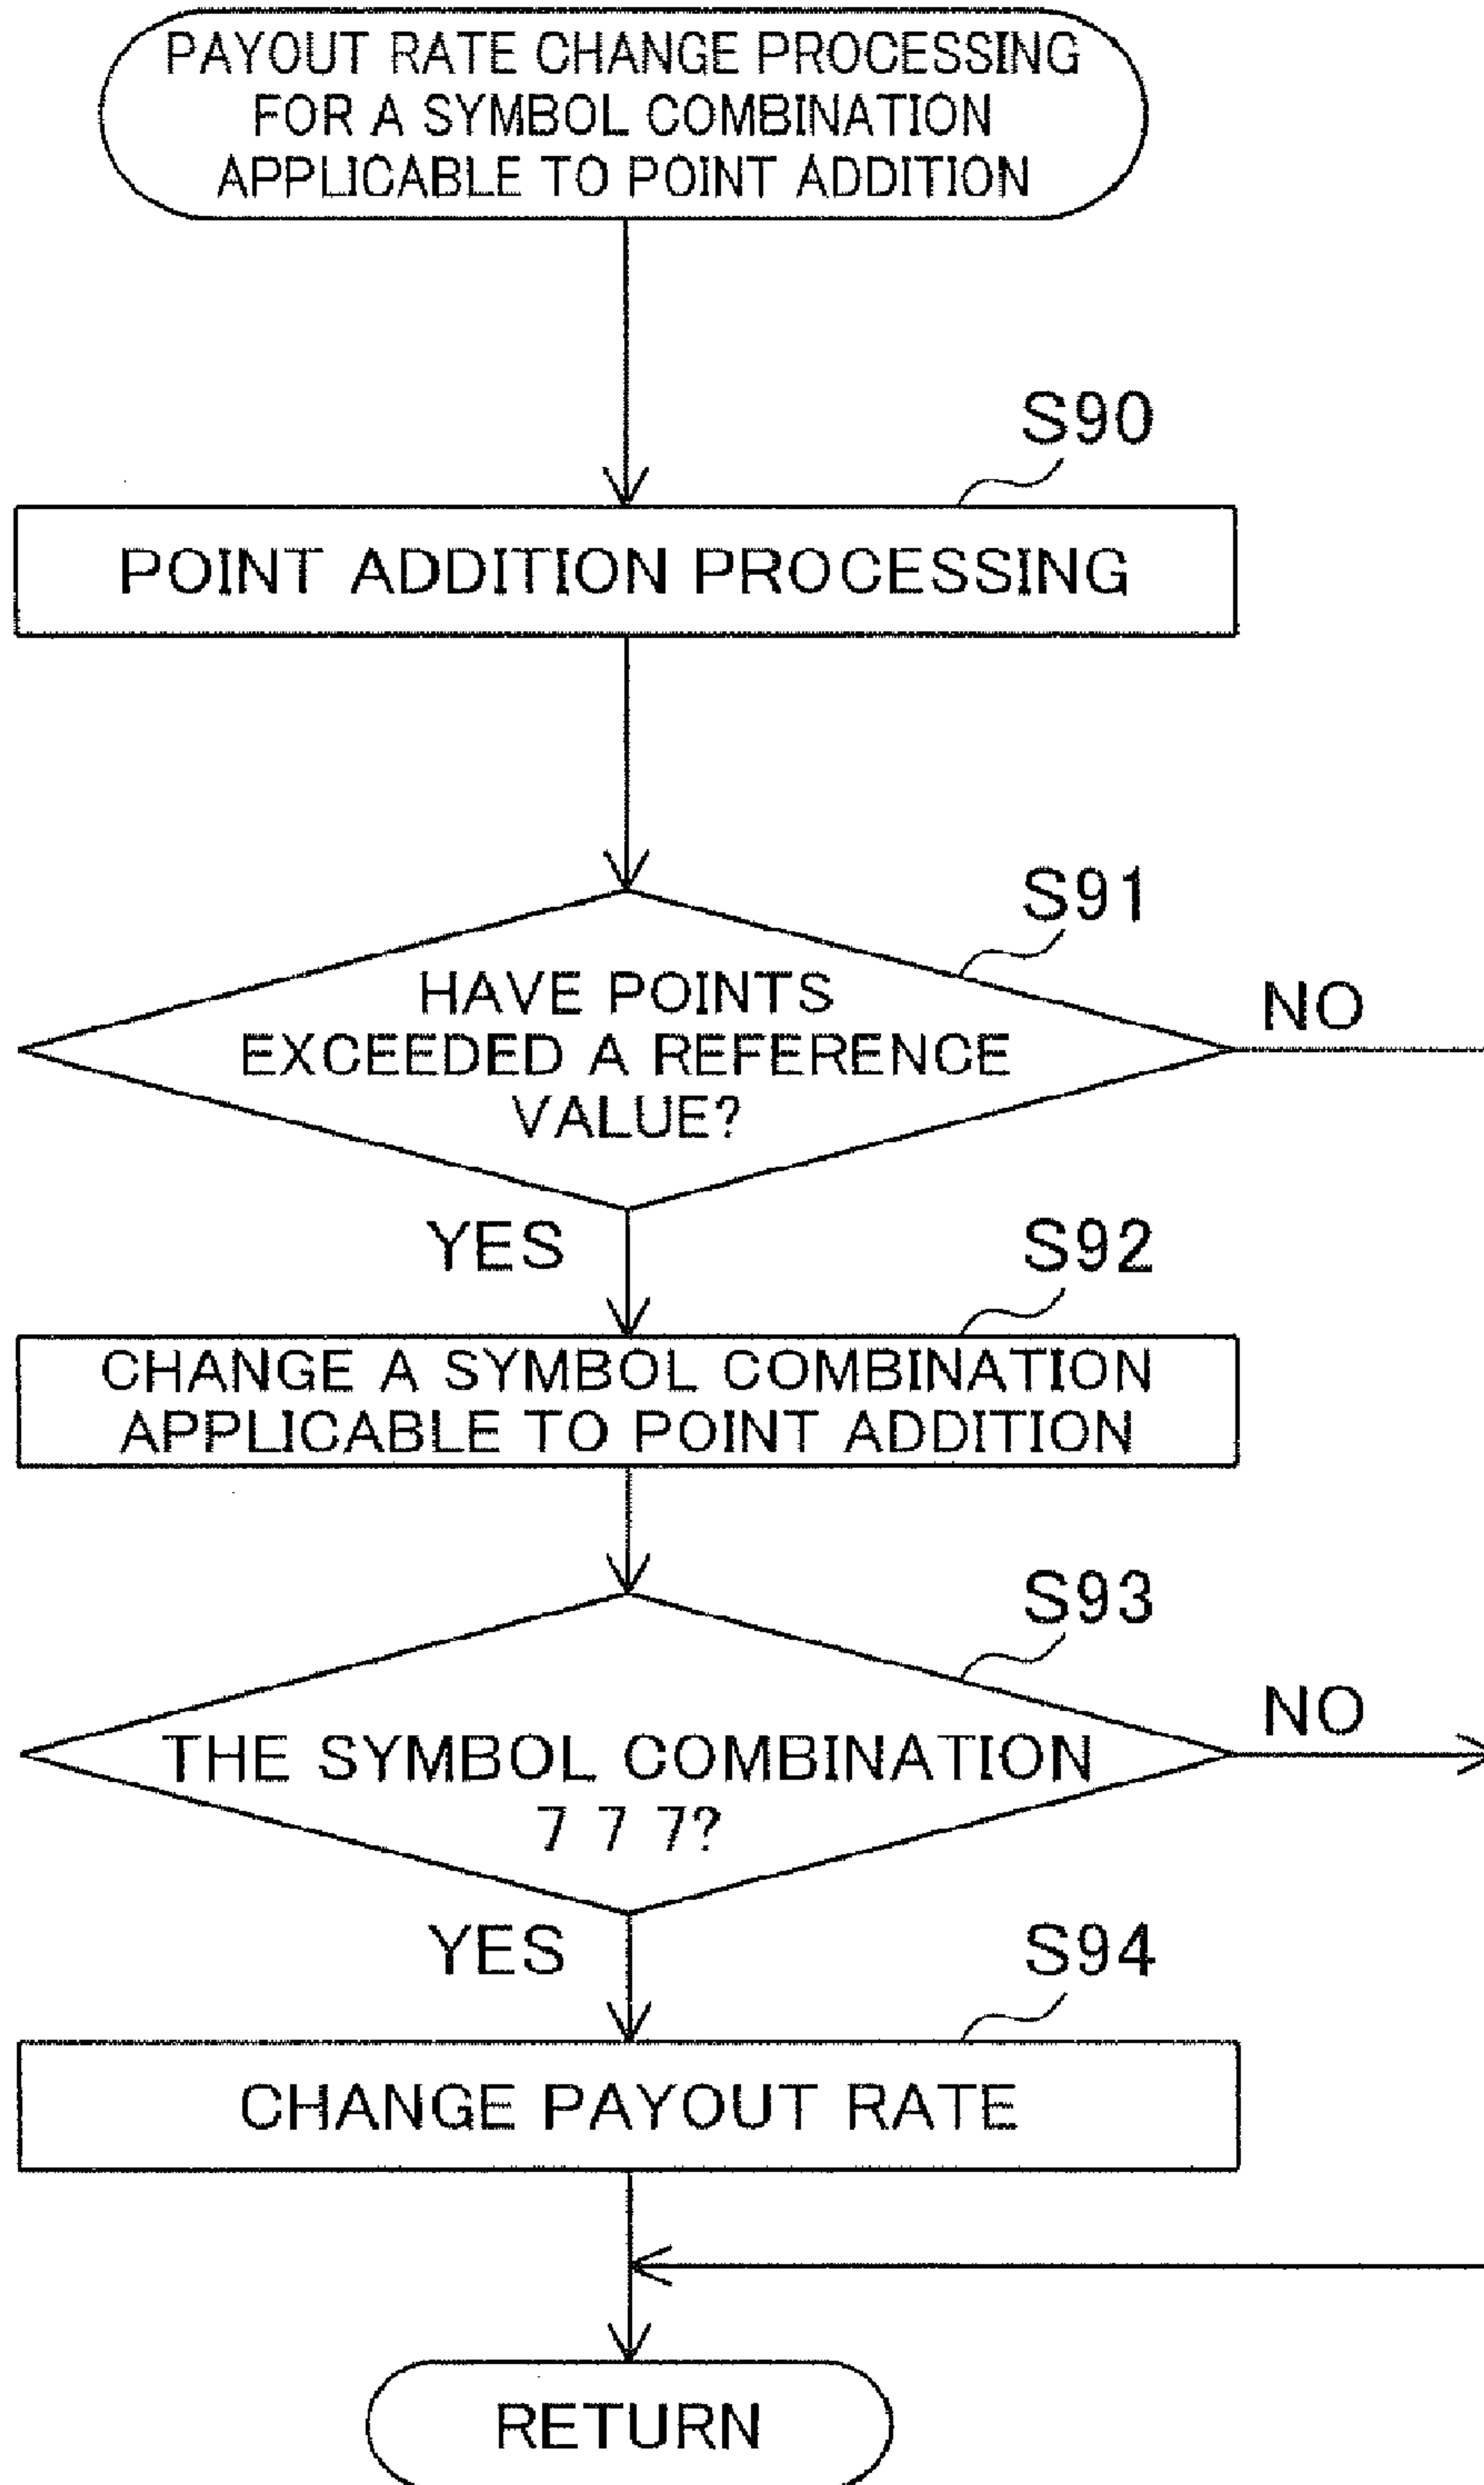 PAYOUT RATE CHANGE PROCESSING
FOR A SYMBOL COMBINATION
APPLICABLE TO POINT ADDITION
S90
POINT ADDITION PROCESSING
S91
HAVE POINTS
EXCEEDED A REFERENCE
VALUE?
NO
YES
S92
CHANGE A SYMBOL COMBINATION
APPLICABLE TO POINT ADDITION
S93
THE SYMBOL COMBINATION
7 7 7?
NO
YES
S94
CHANGE PAYOUT RATE
RETURN